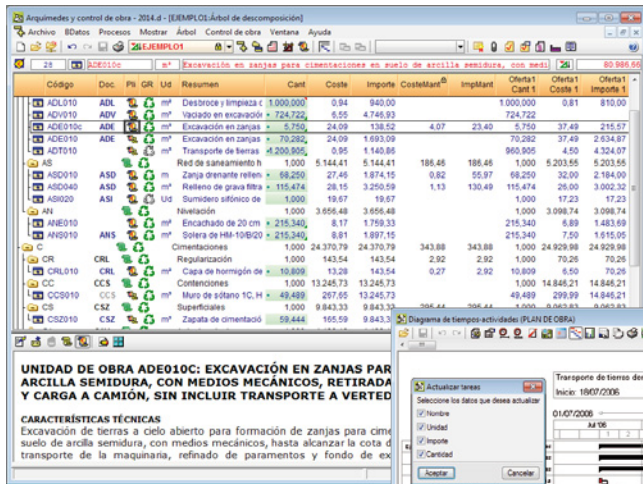 Arquimedes y control de obra - 2014.d - [EJEMPLO1:Árbol de descomposición]
Archivo BDatos Procesos Mostrar Árbol Control de obra Ventana Ayuda
EJEMPLO1
28 ADE010c m³ Excavación en zanjas para cimentaciones en suelo de arcilla semidura, con medi 80.986,66
Código Doc. Pli GR Ud Resumen Cant Coste Importe CosteMant ImpMant Oferta1 Cant 1 Oferta1 Coste 1 Oferta1 Importe 1
ADL010 ADL m² Desbroce y limpieza c 1.000,000 0,94 940,00 1.000,000 0,81 810,00
ADV010 ADV m³ Vaciado en excavación 724,722 6,55 4.746,93 724,722
ADE010c ADE m³ Excavación en zanjas 5,750 24,09 138,52 4,07 23,40 5,750 37,49 215,57
ADE010 ADE m³ Excavación en zanjas 70,282 24,09 1.693,09 70,282 37,49 2.634,87
ADT010 m³ Transporte de tierras 1.200,905 0,95 1.140,86 960,905 4,50 4.324,07
AS Red de saneamiento h 1,000 5.144,41 5.144,41 186,46 186,46 1,000 5.203,55 5.203,55
ASD010 ASD m Zanja drenante rellen 68,250 27,46 1.874,15 0,82 55,97 68,250 32,00 2.184,00
ASD040 ASD m³ Relleno de grava filtra 115,474 28,15 3.250,59 1,13 130,49 115,474 26,00 3.002,32
ASI020 ASI Ud Sumidero sifónico de 1,000 19,67 19,67 1,000 17,23 17,23
AN Nivelación 1,000 3.656,48 3.656,48 1,000 3.098,74 3.098,74
ANE010 m² Encachado de 20 cm 215,340 8,17 1.759,33 215,340 6,89 1.483,69
ANS010 ANS m² Solera de HM-10/B/20 215,340 8,81 1.897,15 215,340 7,50 1.615,05
C Cimentaciones 1,000 24.370,79 24.370,79 343,88 343,88 1,000 24.929,98 24.929,98
CR CRL Regularización 1,000 143,54 143,54 2,92 2,92 1,000 70,26 70,26
CRL010 CRL m² Capa de hormigón de 10,809 13,28 143,54 0,27 2,92 10,809 6,50 70,26
CC CCS Contenciones 1,000 13.245,73 13.245,73 1,000 14.846,21 14.846,21
CCS010 CCS m³ Muro de sótano 1C, H 49,489 267,65 13.245,73 49,489 299,99 14.846,21
CS CSZ Superficiales 1,000 9.843,33 9.843,33
CSZ010 CSZ m³ Zapata de cimentació 59,444 165,59 9.843,3
Diagrama de tiempos-actividades (PLAN DE OBRA)
UNIDAD DE OBRA ADE010C: EXCAVACIÓN EN ZANJAS PAR
ARCILLA SEMIDURA, CON MEDIOS MECÁNICOS, RETIRADA
Y CARGA A CAMIÓN, SIN INCLUIR TRANSPORTE A VERTED
CARACTERÍSTICAS TÉCNICAS
Excavación de tierras a cielo abierto para formación de zanjas para cime
suelo de arcilla semidura, con medios mecánicos, hasta alcanzar la cota d
transporte de la maquinaria, refinado de paramentos y fondo de ex
Actualizar tareas
Seleccione los datos que desea actualizar
Nombre
Unidad
Importe
Cantidad
Aceptar Cancelar
Transporte de tierras den
Inicio: 18/07/2006
01/07/2006
Jul '06
1 2